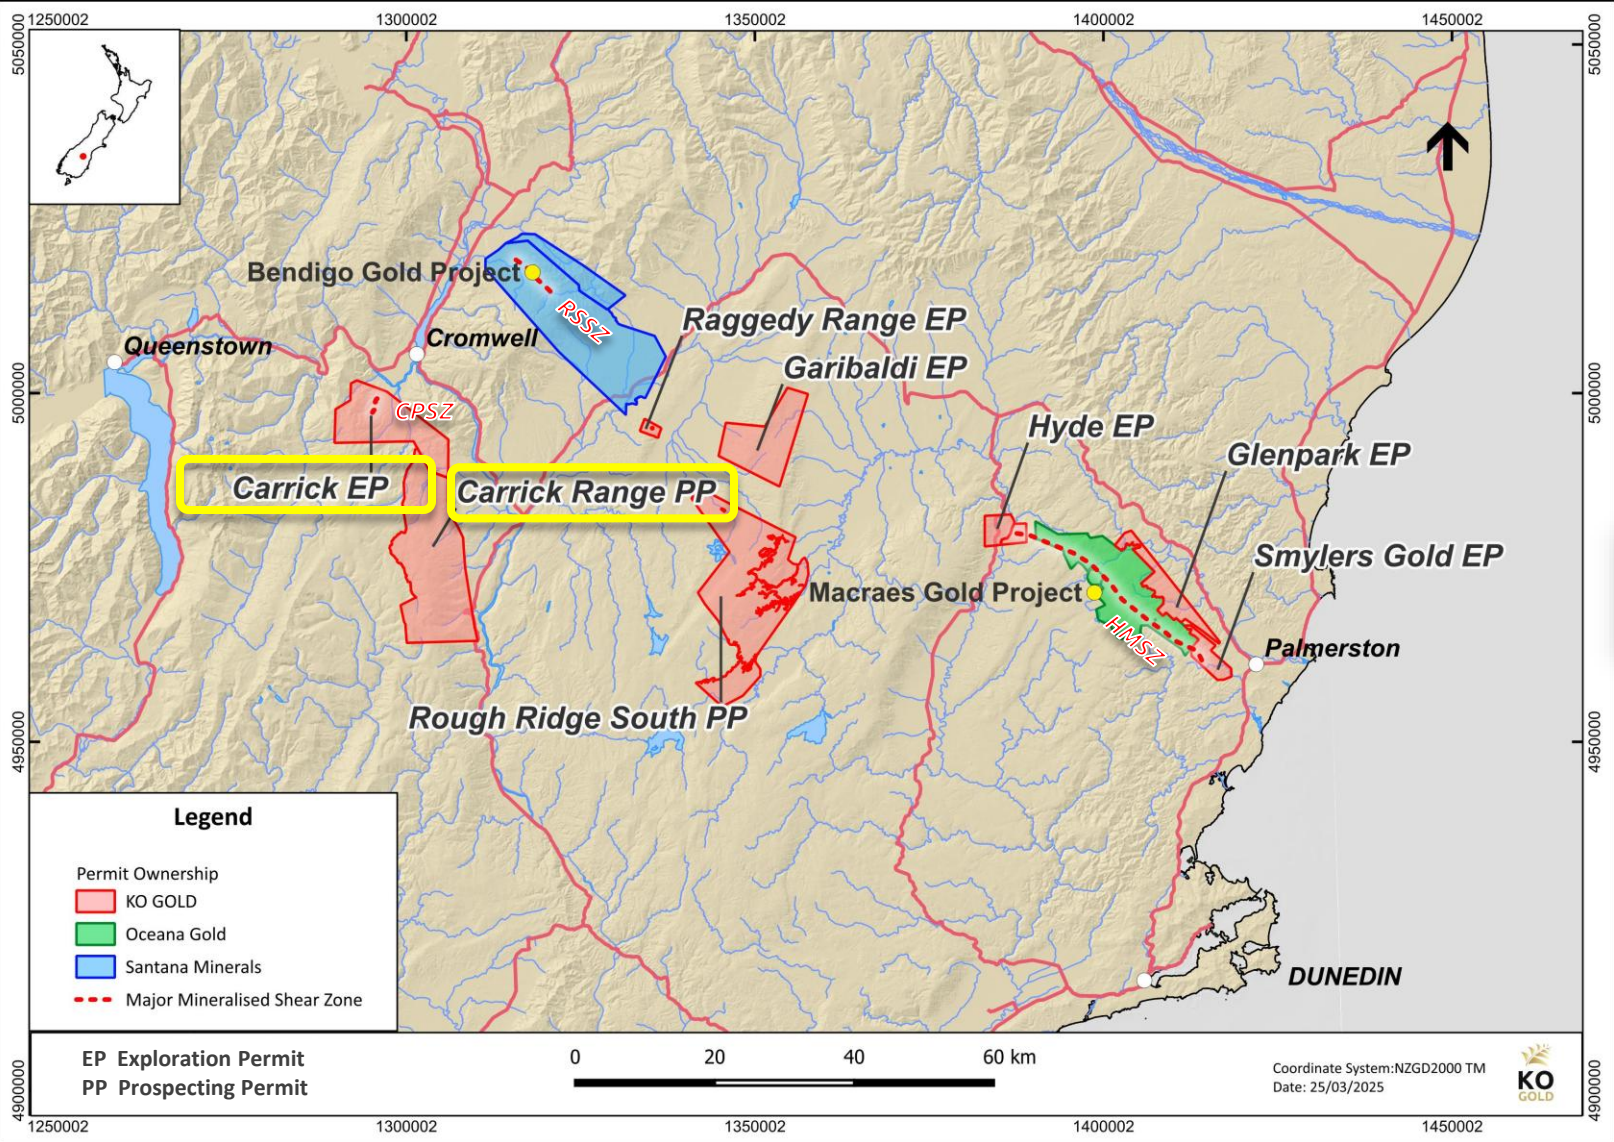 1250002 1300002 1350002 1400002 1450002
5050000 5050000
Bendigo Gold Project
RSSZ
Raggedy Range EP
Queenstown
Cromwell
Garibaldi EP
5000000 5000000
CPSZ
Hyde EP
Glenpark EP
Carrick EP
Carrick Range PP
Smylers Gold EP
Macraes Gold Project
HMSZ
Palmerston
Rough Ridge South PP
4950000 4950000
Legend
Permit Ownership
KO GOLD
Oceana Gold
Santana Minerals
Major Mineralised Shear Zone
DUNEDIN
EP Exploration Permit
PP Prospecting Permit
0 20 40 60 km
Coordinate System:NZGD2000 TM
Date: 25/03/2025
KO
GOLD
4900000 4900000
1250002 1300002 1350002 1400002 1450002